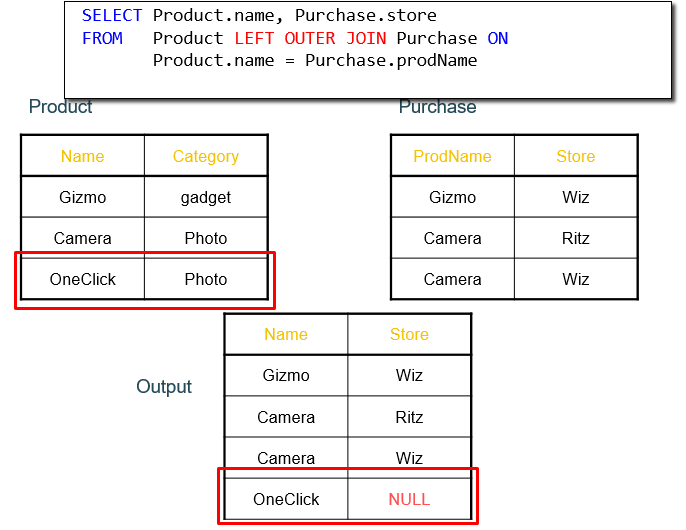 SELECT Product.name, Purchase.store
FROM Product LEFT OUTER JOIN Purchase ON
Product.name = Purchase.prodName
Product
Name Category
Gizmo gadget
Camera Photo
OneClick Photo
Purchase
ProdName Store
Gizmo Wiz
Camera Ritz
Camera Wiz
Output
Name Store
Gizmo Wiz
Camera Ritz
Camera Wiz
OneClick NULL